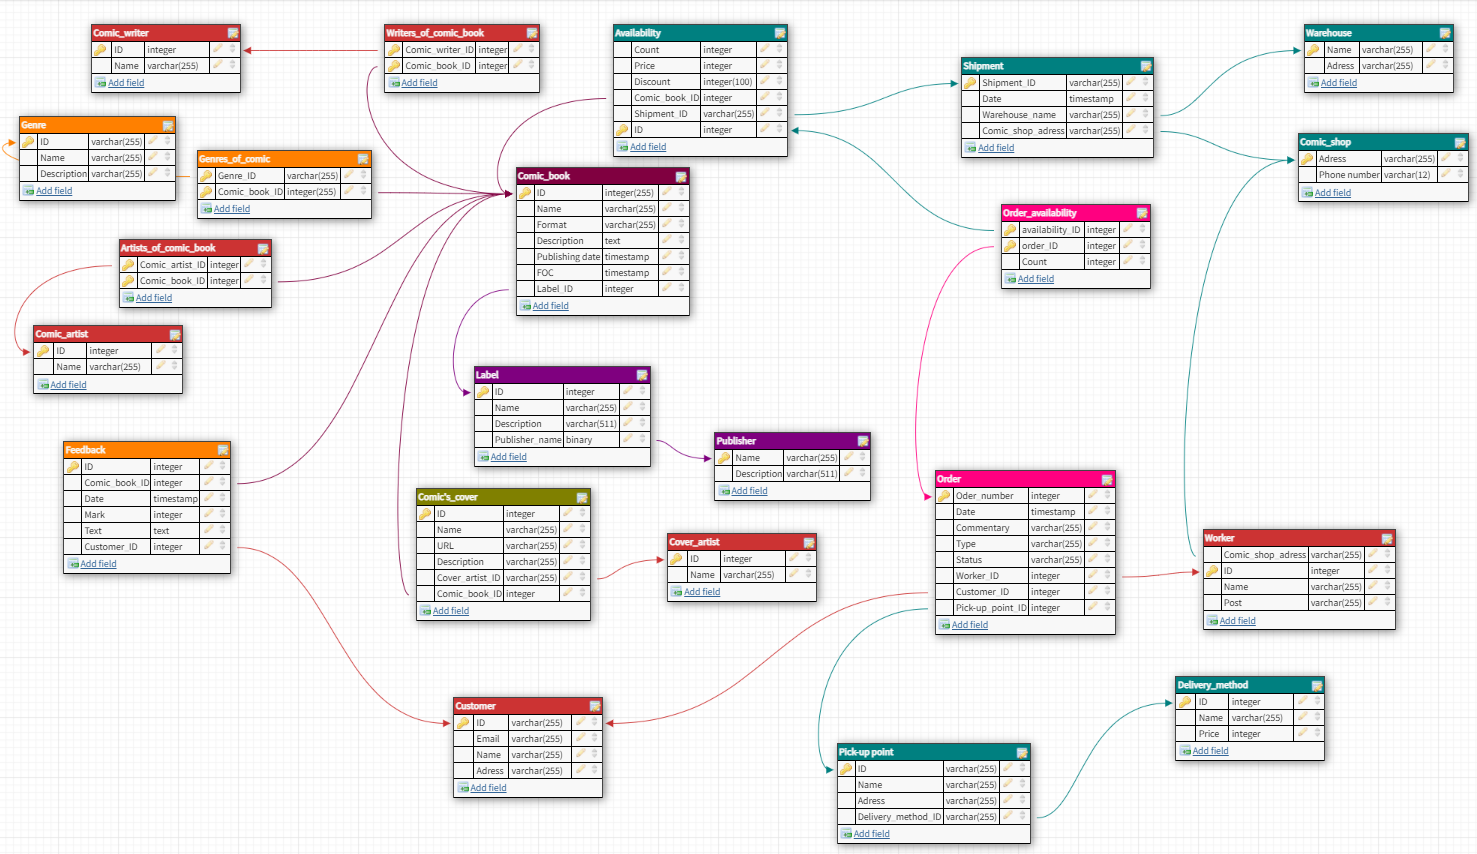 Comic_writer
ID integer
Name varchar(255)
Add field
Writers_of_comic_book
Comic_writer_ID integer
Comic_book_ID integer
Add field
Availability
Count integer
Price integer
Discount integer(100)
Comic_book_ID integer
Shipment_ID varchar(255)
ID integer
Add field
Shipment
Shipment_ID varchar(255)
Date timestamp
Warehouse_name varchar(255)
Comic_shop_adress varchar(255)
Add field
Warehouse
Name varchar(255)
Adress varchar(255)
Add field
Genre
ID varchar(255)
Name varchar(255)
Description varchar(255)
Add field
Genres_of_comic
Genre_ID varchar(255)
Comic_book_ID integer(255)
Add field
Comic_book
ID integer(255)
Name varchar(255)
Format varchar(255)
Description text
Publishing date timestamp
FOC timestamp
Label_ID integer
Add field
Comic_shop
Adress varchar(255)
Phone number varchar(12)
Add field
Order_availability
availability_ID integer
order_ID integer
Count integer
Add field
Artists_of_comic_book
Comic_artist_ID integer
Comic_book_ID integer
Add field
Comic_artist
ID integer
Name varchar(255)
Add field
Label
ID integer
Name varchar(255)
Description varchar(511)
Publisher_name binary
Add field
Publisher
Name varchar(255)
Description varchar(511)
Add field
Feedback
ID integer
Comic_book_ID integer
Date timestamp
Mark integer
Text text
Customer_ID integer
Add field
Comic's_cover
ID integer
Name varchar(255)
URL varchar(255)
Description varchar(255)
Cover_artist_ID varchar(255)
Comic_book_ID integer
Add field
Cover_artist
ID integer
Name varchar(255)
Add field
Order
Oder_number integer
Date timestamp
Commentary varchar(255)
Type varchar(255)
Status varchar(255)
Worker_ID integer
Customer_ID integer
Pick-up_point_ID integer
Add field
Worker
Comic_shop_adress varchar(255)
ID integer
Name varchar(255)
Post varchar(255)
Add field
Customer
ID varchar(255)
Email varchar(255)
Name varchar(255)
Adress varchar(255)
Add field
Pick-up point
ID varchar(255)
Name varchar(255)
Adress varchar(255)
Delivery_method_ID varchar(255)
Add field
Delivery_method
ID integer
Name varchar(255)
Price integer
Add field